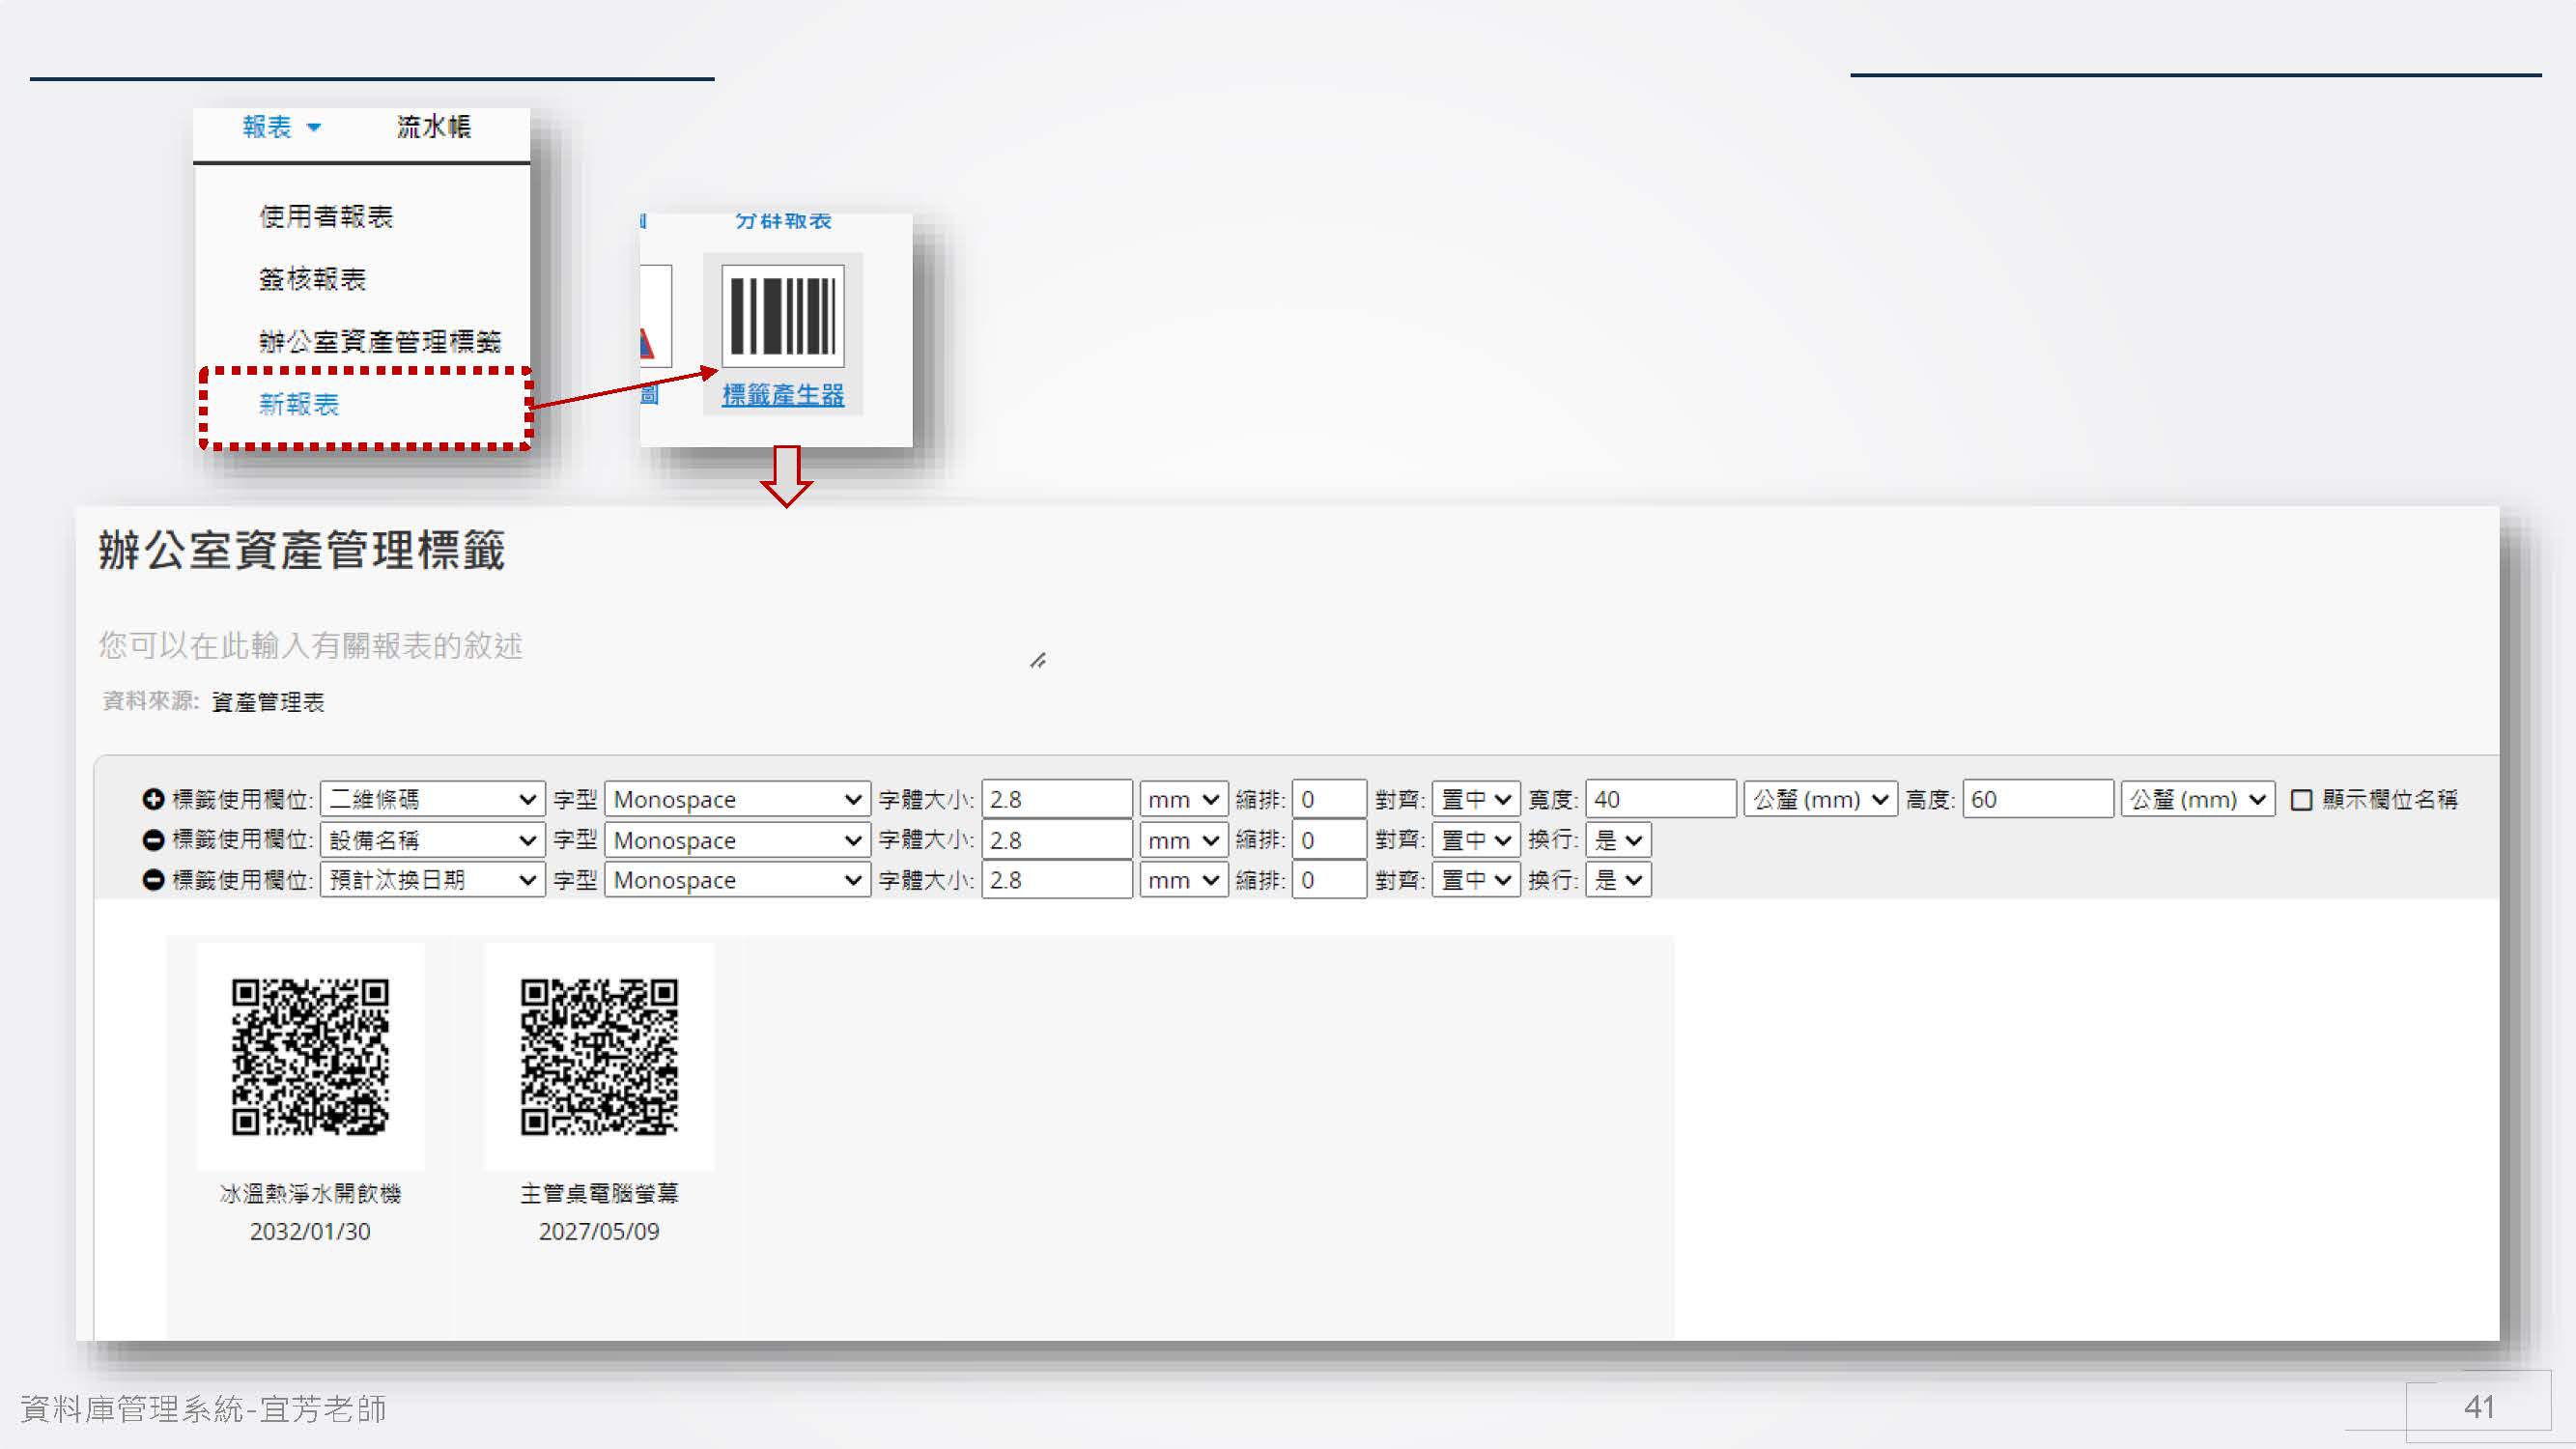 報表 流水帳
使用者報表
簽核報表
辦公室資產管理標籤
新報表
分群報表
圖
標籤產生器
辦公室資產管理標籤
您可以在此輸入有關報表的敘述
資料來源: 資產管理表
標籤使用欄位: 二維條碼 字型 Monospace 字體大小: 2.8 mm 縮排: 0 對齊: 置中 寬度: 40 公釐 (mm) 高度: 60 公釐 (mm) 顯示欄位名稱
標籤使用欄位: 設備名稱 字型 Monospace 字體大小: 2.8 mm 縮排: 0 對齊: 置中 換行: 是
標籤使用欄位: 預計汰換日期 字型 Monospace 字體大小: 2.8 mm 縮排: 0 對齊: 置中 換行: 是
冰溫熱淨水開飲機 主管桌電腦螢幕
2032/01/30 2027/05/09
資料庫管理系統-宜芳老師
41